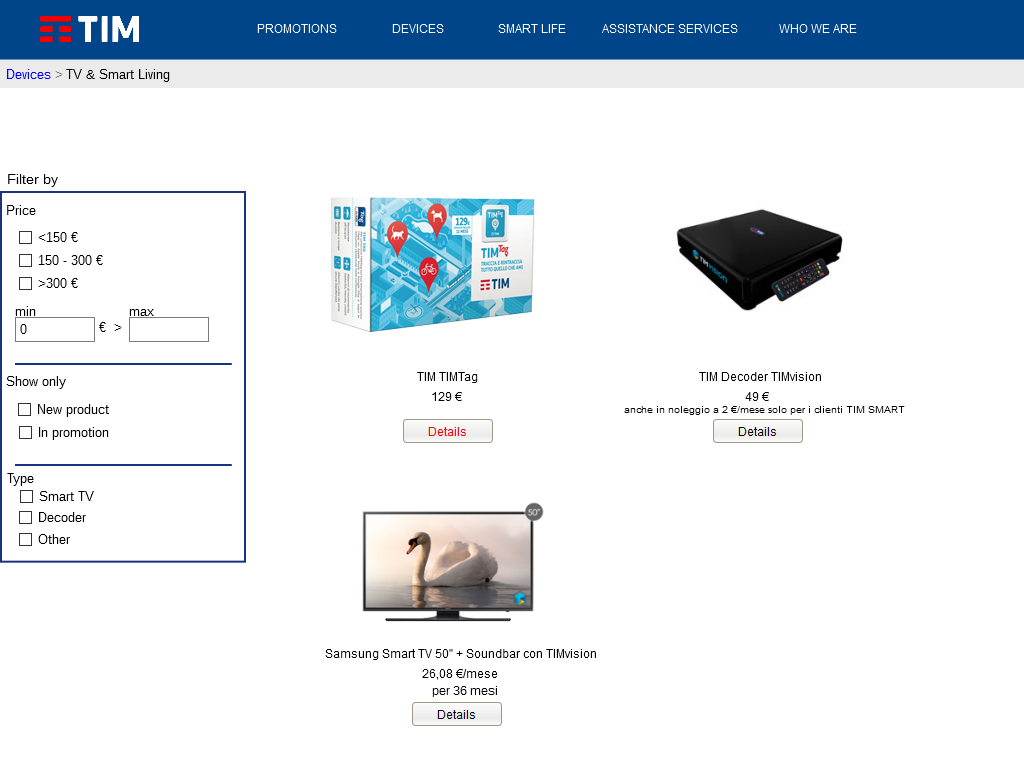 TIM
PROMOTIONS
DEVICES
SMART LIFE
ASSISTANCE SERVICES
WHO WE ARE
Devices > TV & Smart Living
Filter by
Price
<150 €
150 - 300 €
>300 €
min
max
0
€ >
Show only
New product
In promotion
Type
Smart TV
Decoder
Other
129€
TIMTag
TRACCIA E RINTRACCIA
TUTTO QUELLO CHE AMI
TIM
TIM TIMTag
129 €
Details
TIMVISION
TIM Decoder TIMvision
49 €
anche in noleggio a 2 €/mese solo per i clienti TIM SMART
Details
50"
Samsung Smart TV 50" + Soundbar con TIMvision
26,08 €/mese
per 36 mesi
Details